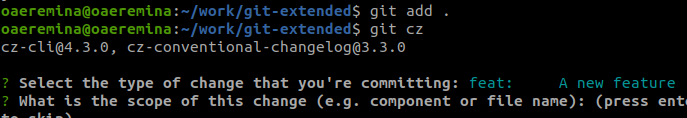 oaeremina@oaeremina:~/work/git-extended$ git add .
oaeremina@oaeremina:~/work/git-extended$ git cz
cz-cli@4.3.0, cz-conventional-changelog@3.3.0
? Select the type of change that you're committing: feat:     A new feature
? What is the scope of this change (e.g. component or file name): (press ente
to skip)